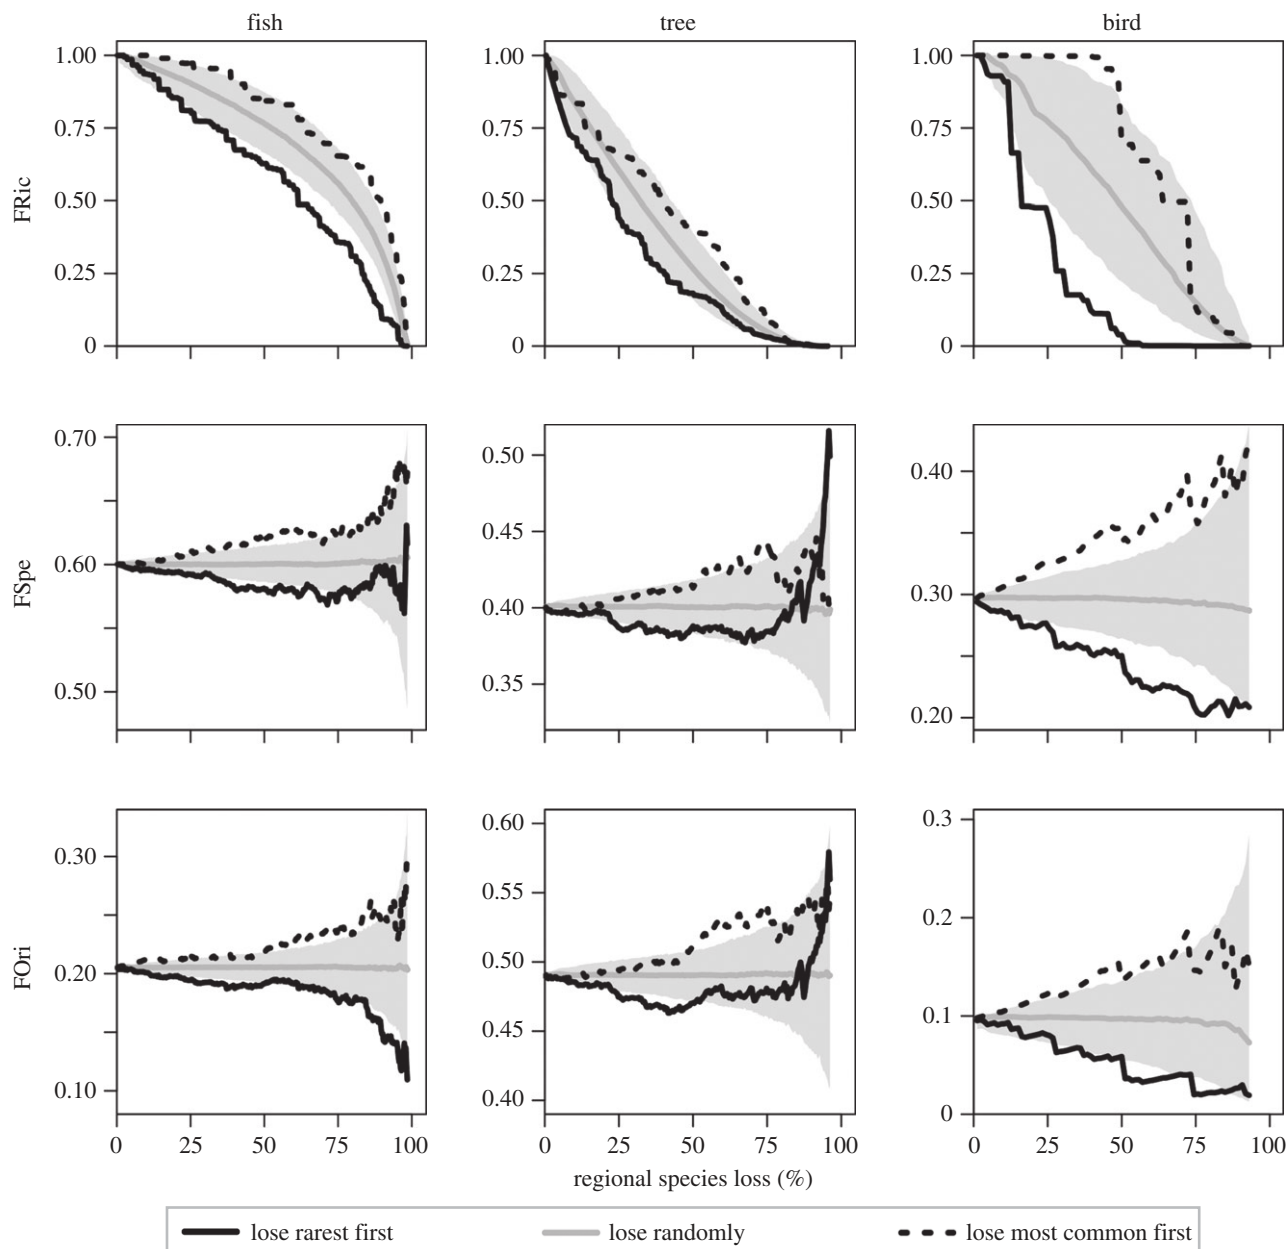 fish tree bird
1.00 1.00 1.00
0.75 0.75 0.75
FRic
0.50 0.50 0.50
0.25 0.25 0.25
0 0 0
0.70
0.50 0.40
0.45
FSpe
0.60 0.40 0.30
0.35
0.50 0.20
0.60 0.3
0.30 0.55
0.2
FOri
0.20 0.50
0.45 0.1
0.10 0.40 0
0 25 50 75 100 0 25 50 75 100 0 25 50 75 100
regional species loss (%)
lose rarest first lose randomly lose most common first